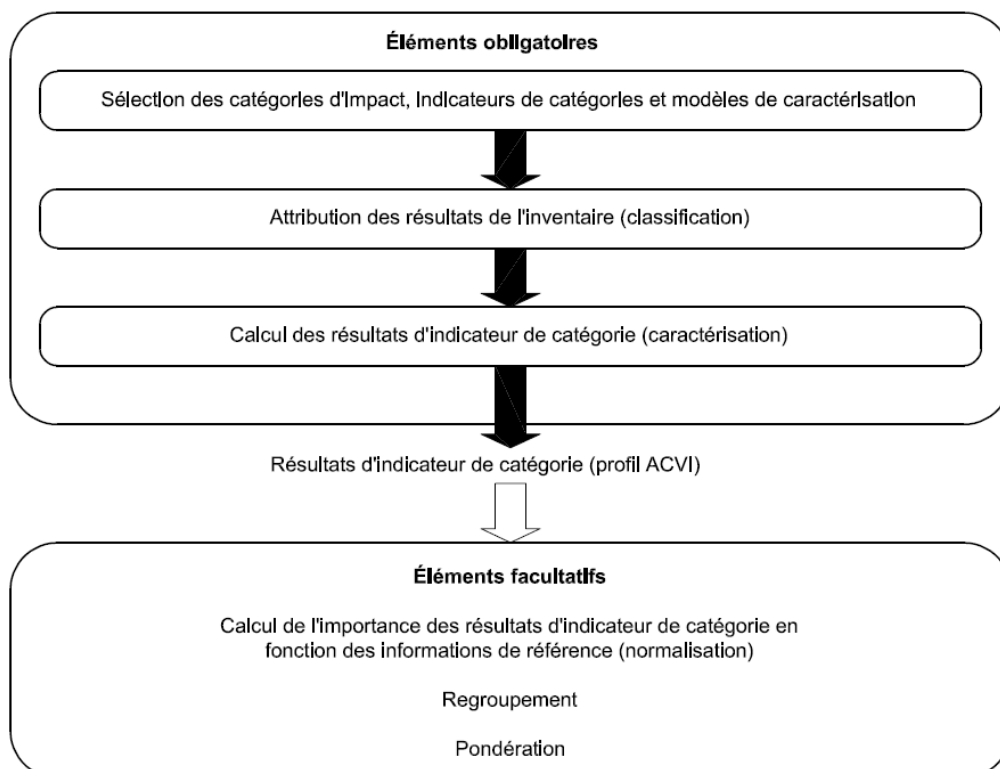 Éléments obligatoires
Sélection des catégories d'impact, indicateurs de catégories et modèles de caractérisation
Attribution des résultats de l'inventaire (classification)
Calcul des résultats d'indicateur de catégorie (caractérisation)
Résultats d'indicateur de catégorie (profil ACVI)
Éléments facultatifs
Calcul de l'importance des résultats d'indicateur de catégorie en
fonction des informations de référence (normalisation)
Regroupement
Pondération